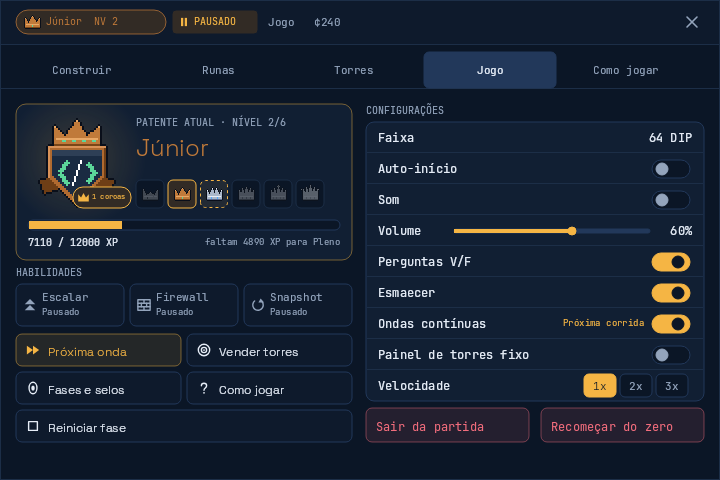 Júnior NV 2
PAUSADO
Jogo $240
Construir
Runas
Torres
Jogo
Como jogar
PATENTE ATUAL · NÍVEL 2/6
Júnior
1 coroas
7110 / 12000 XP
faltam 4890 XP para Pleno
HABILIDADES
Escalar
Pausado
Firewall
Pausado
Snapshot
Pausado
Próxima onda
Vender torres
Fases e selos
? Como jogar
Reiniciar fase
CONFIGURAÇÕES
Faixa 64 DIP
Auto-início
Som
Volume 60%
Perguntas V/F
Esmaecer
Ondas contínuas Próxima corrida
Painel de torres fixo
Velocidade 1x 2x 3x
Sair da partida
Recomeçar do zero